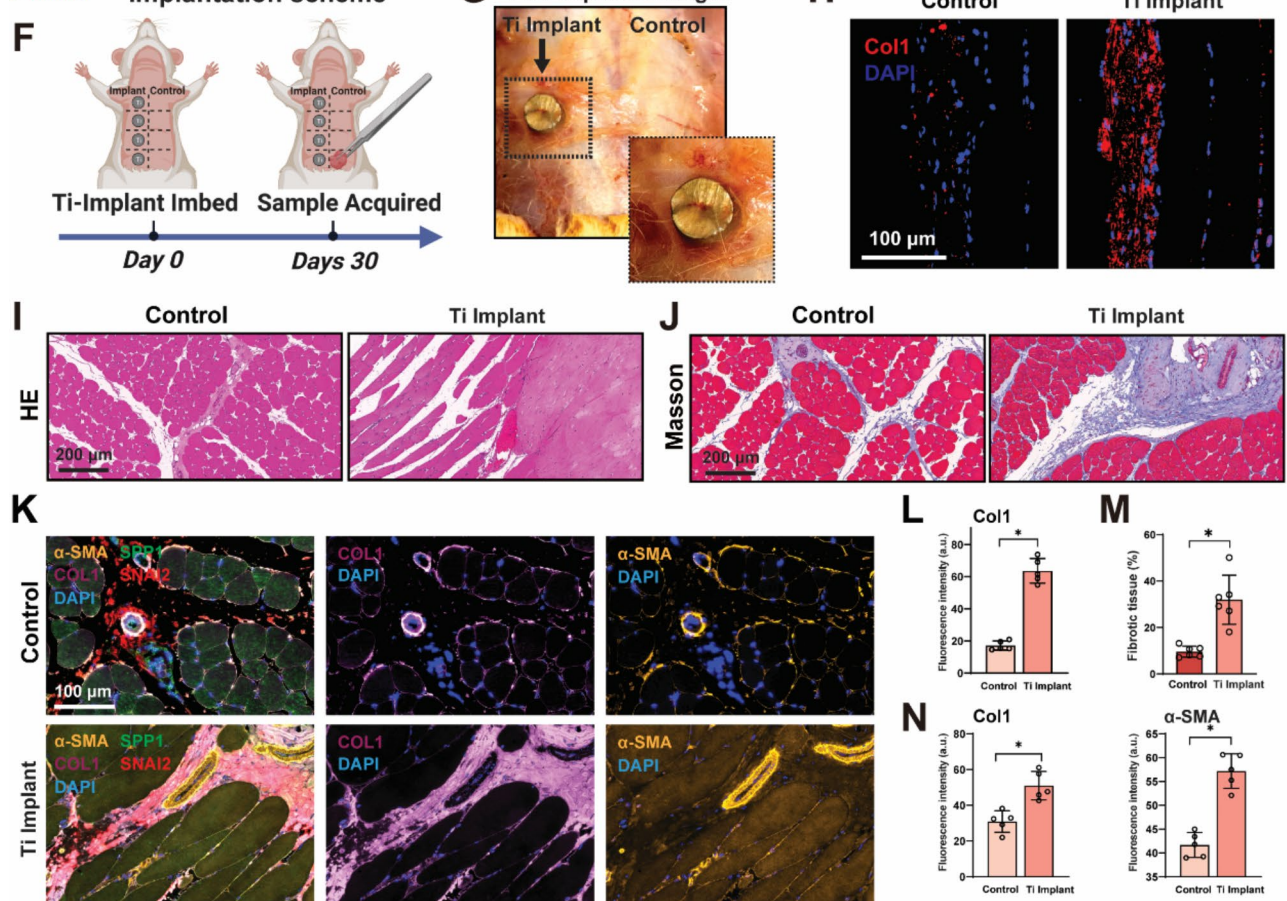 F
Implant Control
Ti
Ti
Ti
Ti
Implant Control
Ti
Ti
Ti
Ti
Ti-Implant Imbed Sample Acquired
Day 0 Days 30
Ti Implant Control
Control Ti Implant
Col1
DAPI
100 μm
I
Control Ti Implant
HE
200 μm
J
Control Ti Implant
Masson
200 μm
K
Control
α-SMA SPP1
COL1 SNAI2
DAPI
100 μm
COL1
DAPI
α-SMA
DAPI
Ti Implant
α-SMA SPP1
COL1 SNAI2
DAPI
COL1
DAPI
α-SMA
DAPI
L
Col1
Fluorescence intensity (a.u.)
80
60
40
20
0
*
Control Ti Implant
M
Fibrotic tissue (%)
60
40
20
0
*
Control Ti Implant
N
Col1
Fluorescence intensity (a.u.)
80
60
40
20
0
*
Control Ti Implant
α-SMA
Fluorescence intensity (a.u.)
65
60
55
50
45
40
35
*
Control Ti Implant